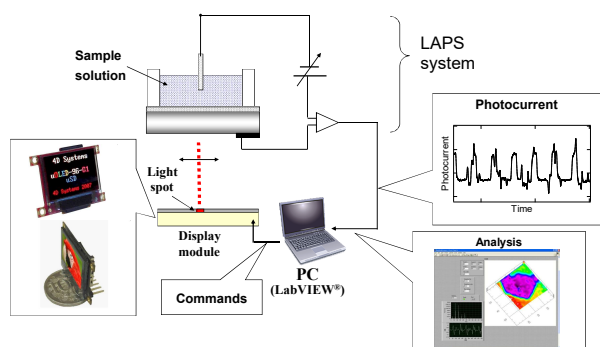 Sample
solution
LAPS
system
Photocurrent
Photocurrent
Time
4D Systems
uOLED-96-G1
uSD
4D Systems 2007
Light
spot
Display
module
PC
(LabVIEW®)
Commands
Analysis